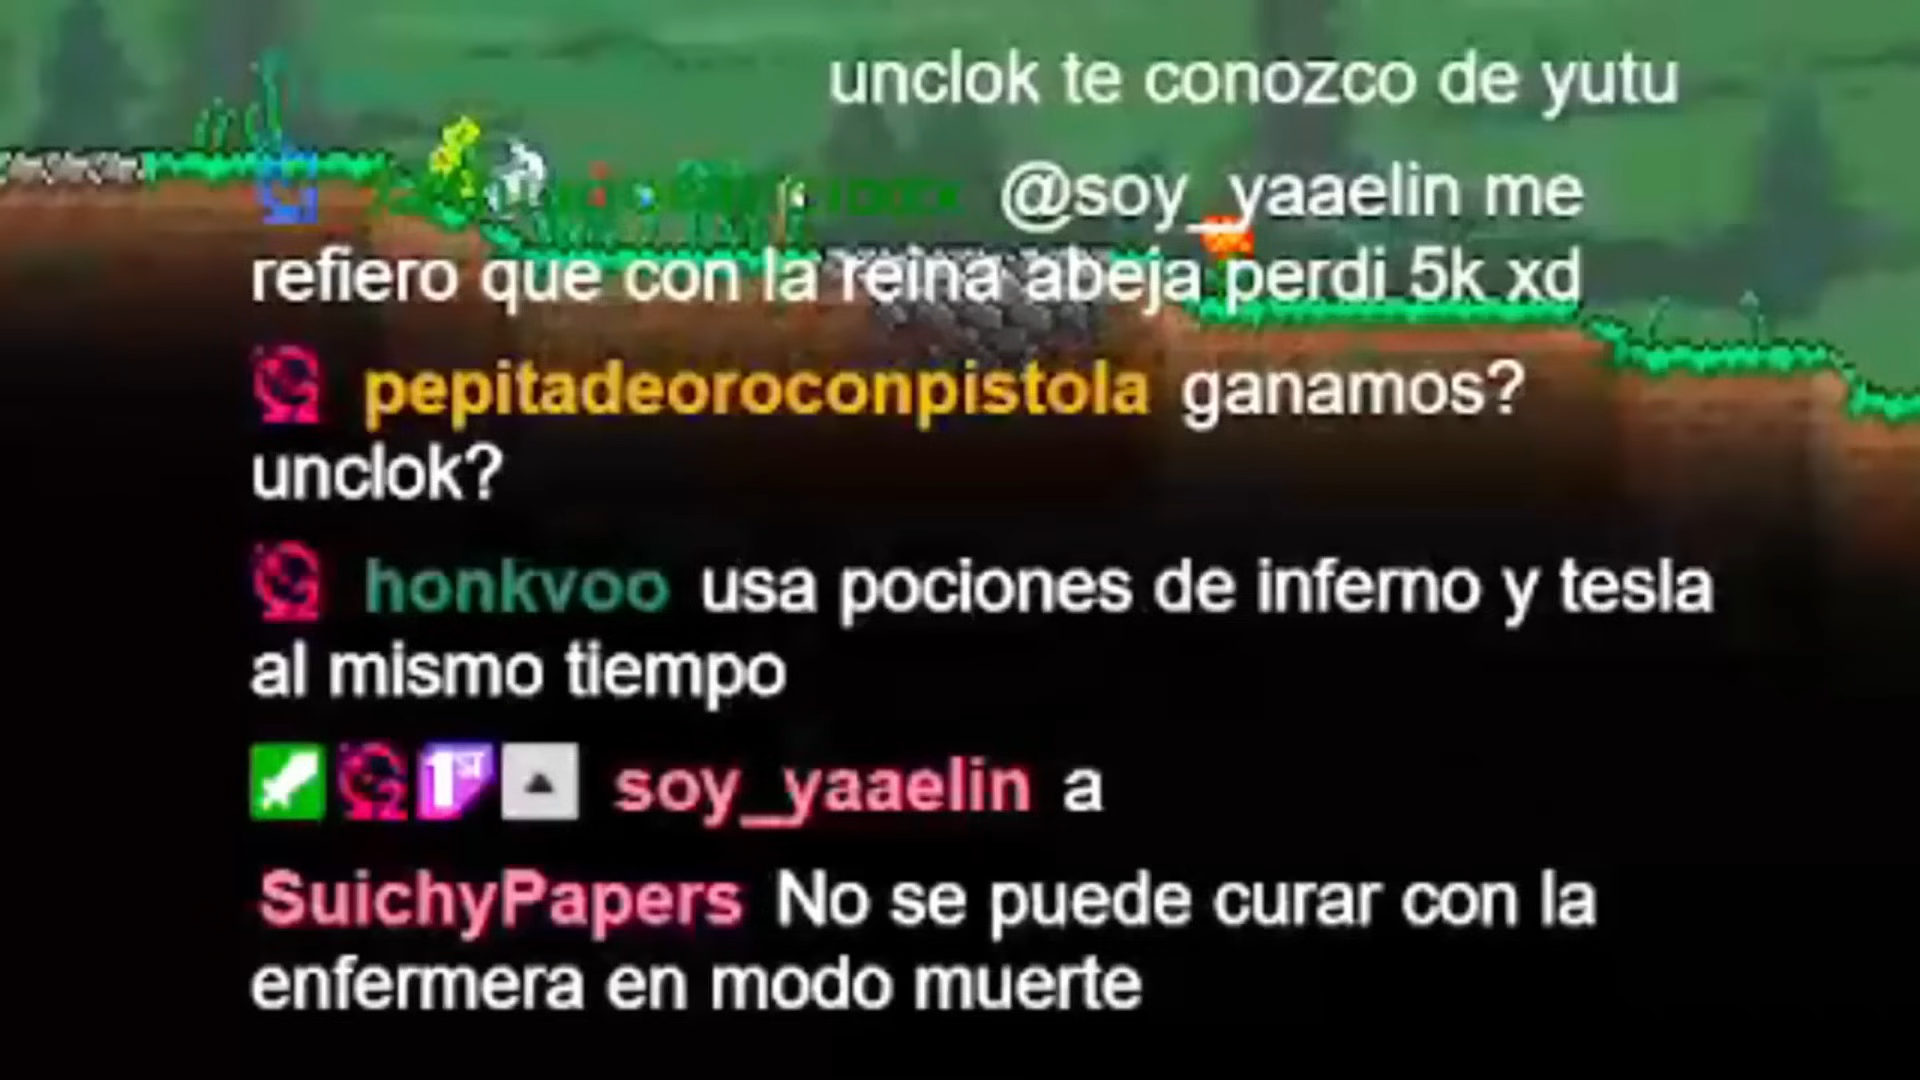 unclok te conozco de yutu
@soy_yaaelin me
refiero que con la reina abeja perdi 5k xd
pepitadeoroconpistola ganamos?
unclok?
honkvoo usa pociones de inferno y tesla
al mismo tiempo
1ST soy_yaaelin a
SuichyPapers No se puede curar con la
enfermera en modo muerte